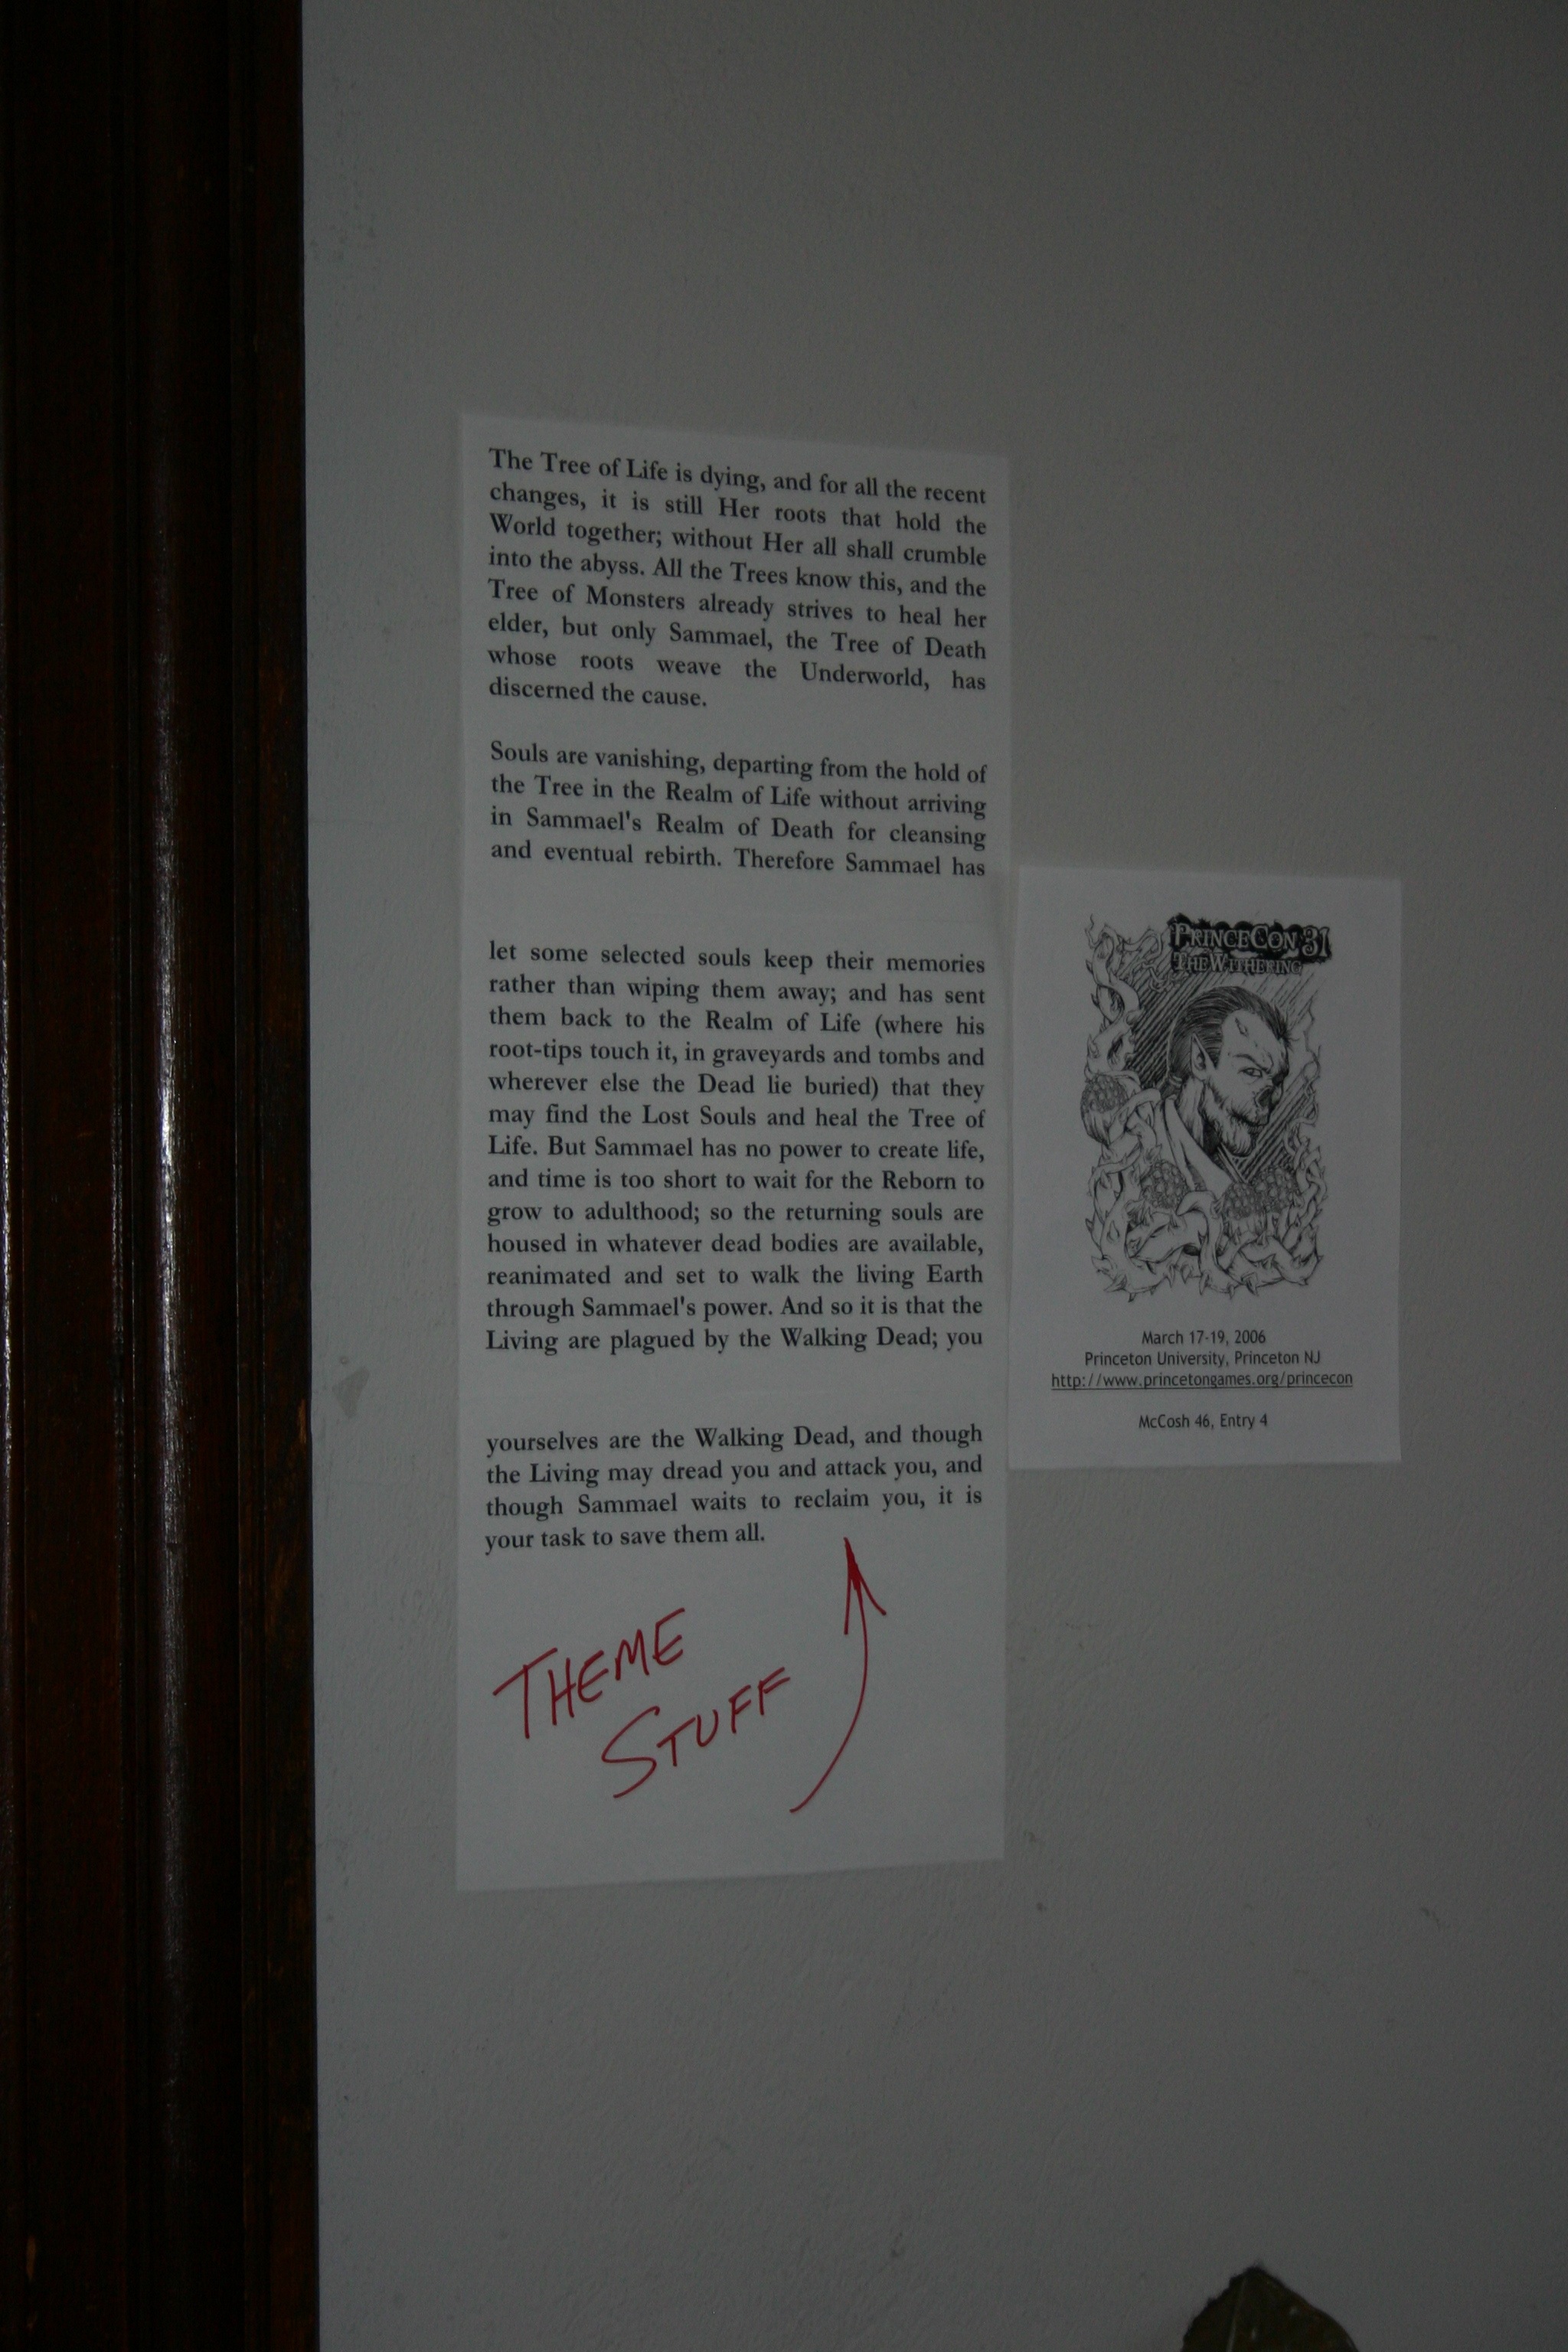 The Tree of Life is dying, and for all the recent
changes, it is still Her roots that hold the
World together; without Her all shall crumble
into the abyss. All the Trees know this, and the
Tree of Monsters already strives to heal her
elder, but only Sammael, the Tree of Death
whose roots weave the Underworld, has
discerned the cause.
Souls are vanishing, departing from the hold of
the Tree in the Realm of Life without arriving
in Sammael's Realm of Death for cleansing
and eventual rebirth. Therefore Sammael has
let some selected souls keep their memories
rather than wiping them away; and has sent
them back to the Realm of Life (where his
root-tips touch it, in graveyards and tombs and
wherever else the Dead lie buried) that they
may find the Lost Souls and heal the Tree of
Life. But Sammael has no power to create life,
and time is too short to wait for the Reborn to
grow to adulthood; so the returning souls are
housed in whatever dead bodies are available,
reanimated and set to walk the living Earth
through Sammael's power. And so it is that the
Living are plagued by the Walking Dead; you
yourselves are the Walking Dead, and though
the Living may dread you and attack you, and
though Sammael waits to reclaim you, it is
your task to save them all.
THEME
STUFF
PRINCECON 31
THE WITHERING
March 17-19, 2006
Princeton University, Princeton NJ
http://www.princetongames.org/princecon
McCosh 46, Entry 4